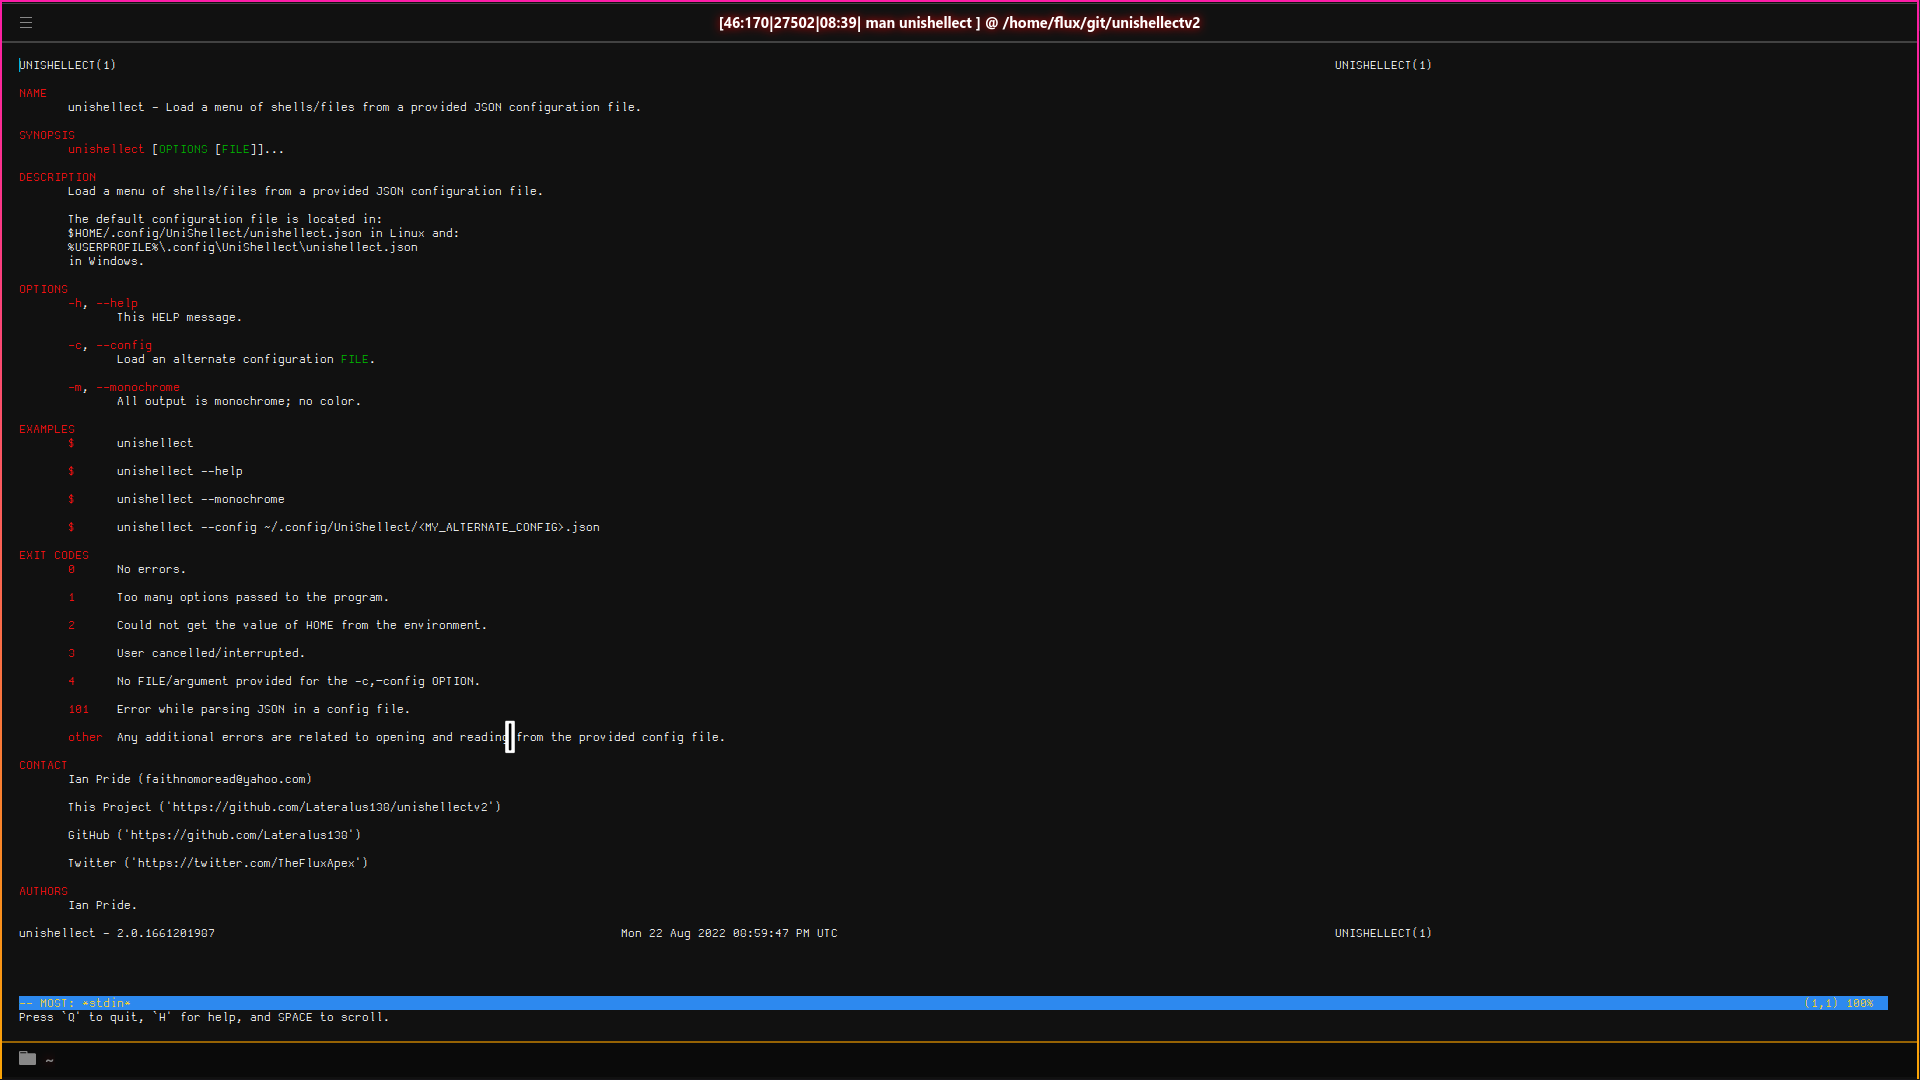 [46:170|27502|08:39| man unishellect ] @ /home/flux/git/unishellectv2
UNISHELLECT(1) UNISHELLECT(1)
NAME
unishellect - Load a menu of shells/files from a provided JSON configuration file.
SYNOPSIS
unishellect [OPTIONS [FILE]]...
DESCRIPTION
Load a menu of shells/files from a provided JSON configuration file.
The default configuration file is located in:
$HOME/.config/UniShellect/unishellect.json in Linux and:
%USERPROFILE%\.config\UniShellect\unishellect.json
in Windows.
OPTIONS
-h, --help
This HELP message.
-c, --config
Load an alternate configuration FILE.
-m, --monochrome
All output is monochrome; no color.
EXAMPLES
$ unishellect
$ unishellect --help
$ unishellect --monochrome
$ unishellect --config ~/.config/UniShellect/<MY_ALTERNATE_CONFIG>.json
EXIT CODES
0 No errors.
1 Too many options passed to the program.
2 Could not get the value of HOME from the environment.
3 User cancelled/interrupted.
4 No FILE/argument provided for the -c,-config OPTION.
101 Error while parsing JSON in a config file.
other Any additional errors are related to opening and reading from the provided config file.
CONTACT
Ian Pride (faithnomoread@yahoo.com)
This Project ('https://github.com/Lateralus138/unishellectv2')
GitHub ('https://github.com/Lateralus138')
Twitter ('https://twitter.com/TheFluxApex')
AUTHORS
Ian Pride.
unishellect - 2.0.1661201987 Mon 22 Aug 2022 08:59:47 PM UTC UNISHELLECT(1)
-- MOST: *stdin* (1,1) 100%
Press `Q' to quit, `H' for help, and SPACE to scroll.
~